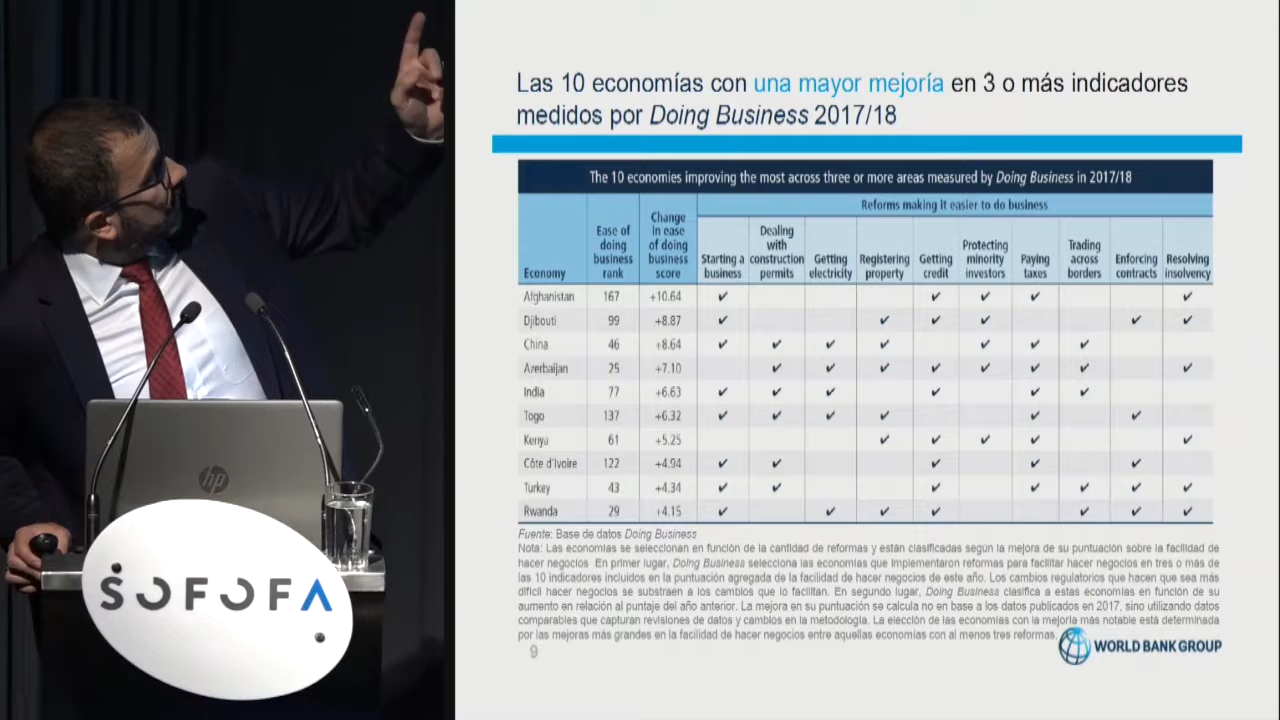 Las 10 economías con una mayor mejoría en 3 o más indicadores
medidos por Doing Business 2017/18
The 10 economies improving the most across three or more areas measured by Doing Business in 2017/18
Reforms making it easier to do business
Economy
Ease of
doing
business
rank
Change
in ease
of doing
business
score
Starting a
business
Dealing
with
construction
permits
Getting
electricity
Registering
property
Getting
credit
Protecting
minority
investors
Paying
taxes
Trading
across
borders
Enforcing
contracts
Resolving
insolvency
Afghanistan 167 +10.64 ✔ ✔ ✔ ✔ ✔
Djibouti 99 +8.87 ✔ ✔ ✔ ✔ ✔ ✔
China 46 +8.64 ✔ ✔ ✔ ✔ ✔ ✔ ✔
Azerbaijan 25 +7.10 ✔ ✔ ✔ ✔ ✔ ✔ ✔ ✔
India 77 +6.63 ✔ ✔ ✔ ✔ ✔ ✔
Togo 137 +6.32 ✔ ✔ ✔ ✔ ✔ ✔
Kenya 61 +5.25 ✔ ✔ ✔ ✔ ✔
Côte d'Ivoire 122 +4.94 ✔ ✔ ✔ ✔ ✔
Turkey 43 +4.34 ✔ ✔ ✔ ✔ ✔ ✔ ✔
Rwanda 29 +4.15 ✔ ✔ ✔ ✔ ✔ ✔ ✔
Fuente: Base de datos Doing Business
Nota: Las economías se seleccionan en función de la cantidad de reformas y están clasificadas según la mejora de su puntuación sobre la facilidad de
hacer negocios En primer lugar, Doing Business selecciona las economías que implementaron reformas para facilitar hacer negocios en tres o más de
las 10 indicadores incluidos en la puntuación agregada de la facilidad de hacer negocios de este año. Los cambios regulatorios que hacen que sea más
difícil hacer negocios se substraen a los cambios que lo facilitan. En segundo lugar, Doing Business clasifica a estas economías en función de su
aumento en relación al puntaje del año anterior. La mejora en su puntuación se calcula no en base a los datos publicados en 2017, sino utilizando datos
comparables que capturan revisiones de datos y cambios en la metodología. La elección de las economías con la mejoría más notable está determinada
por las mejoras más grandes en la facilidad de hacer negocios entre aquellas economías con al menos tres reformas.
9
WORLD BANK GROUP
hp
SOFOFA